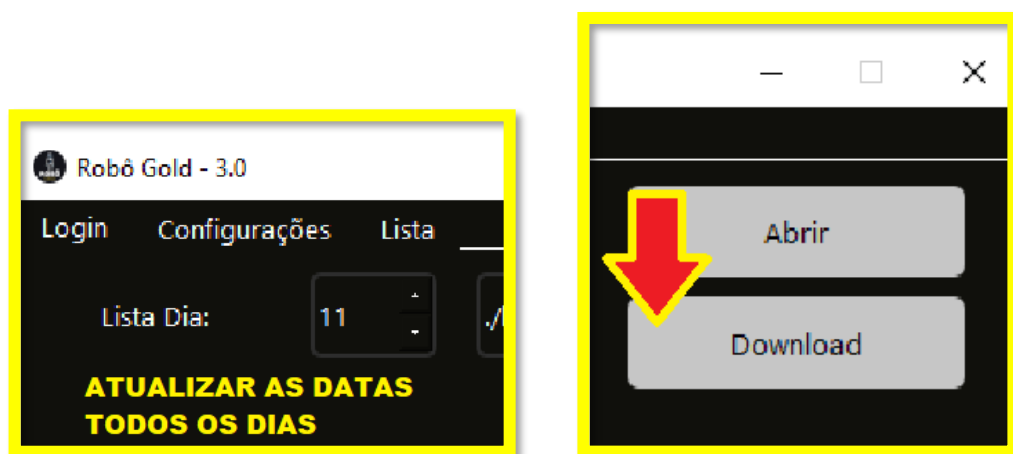 Robô Gold - 3.0
Login Configurações Lista
Lista Dia: 11 ./
ATUALIZAR AS DATAS
TODOS OS DIAS
Abrir
Download